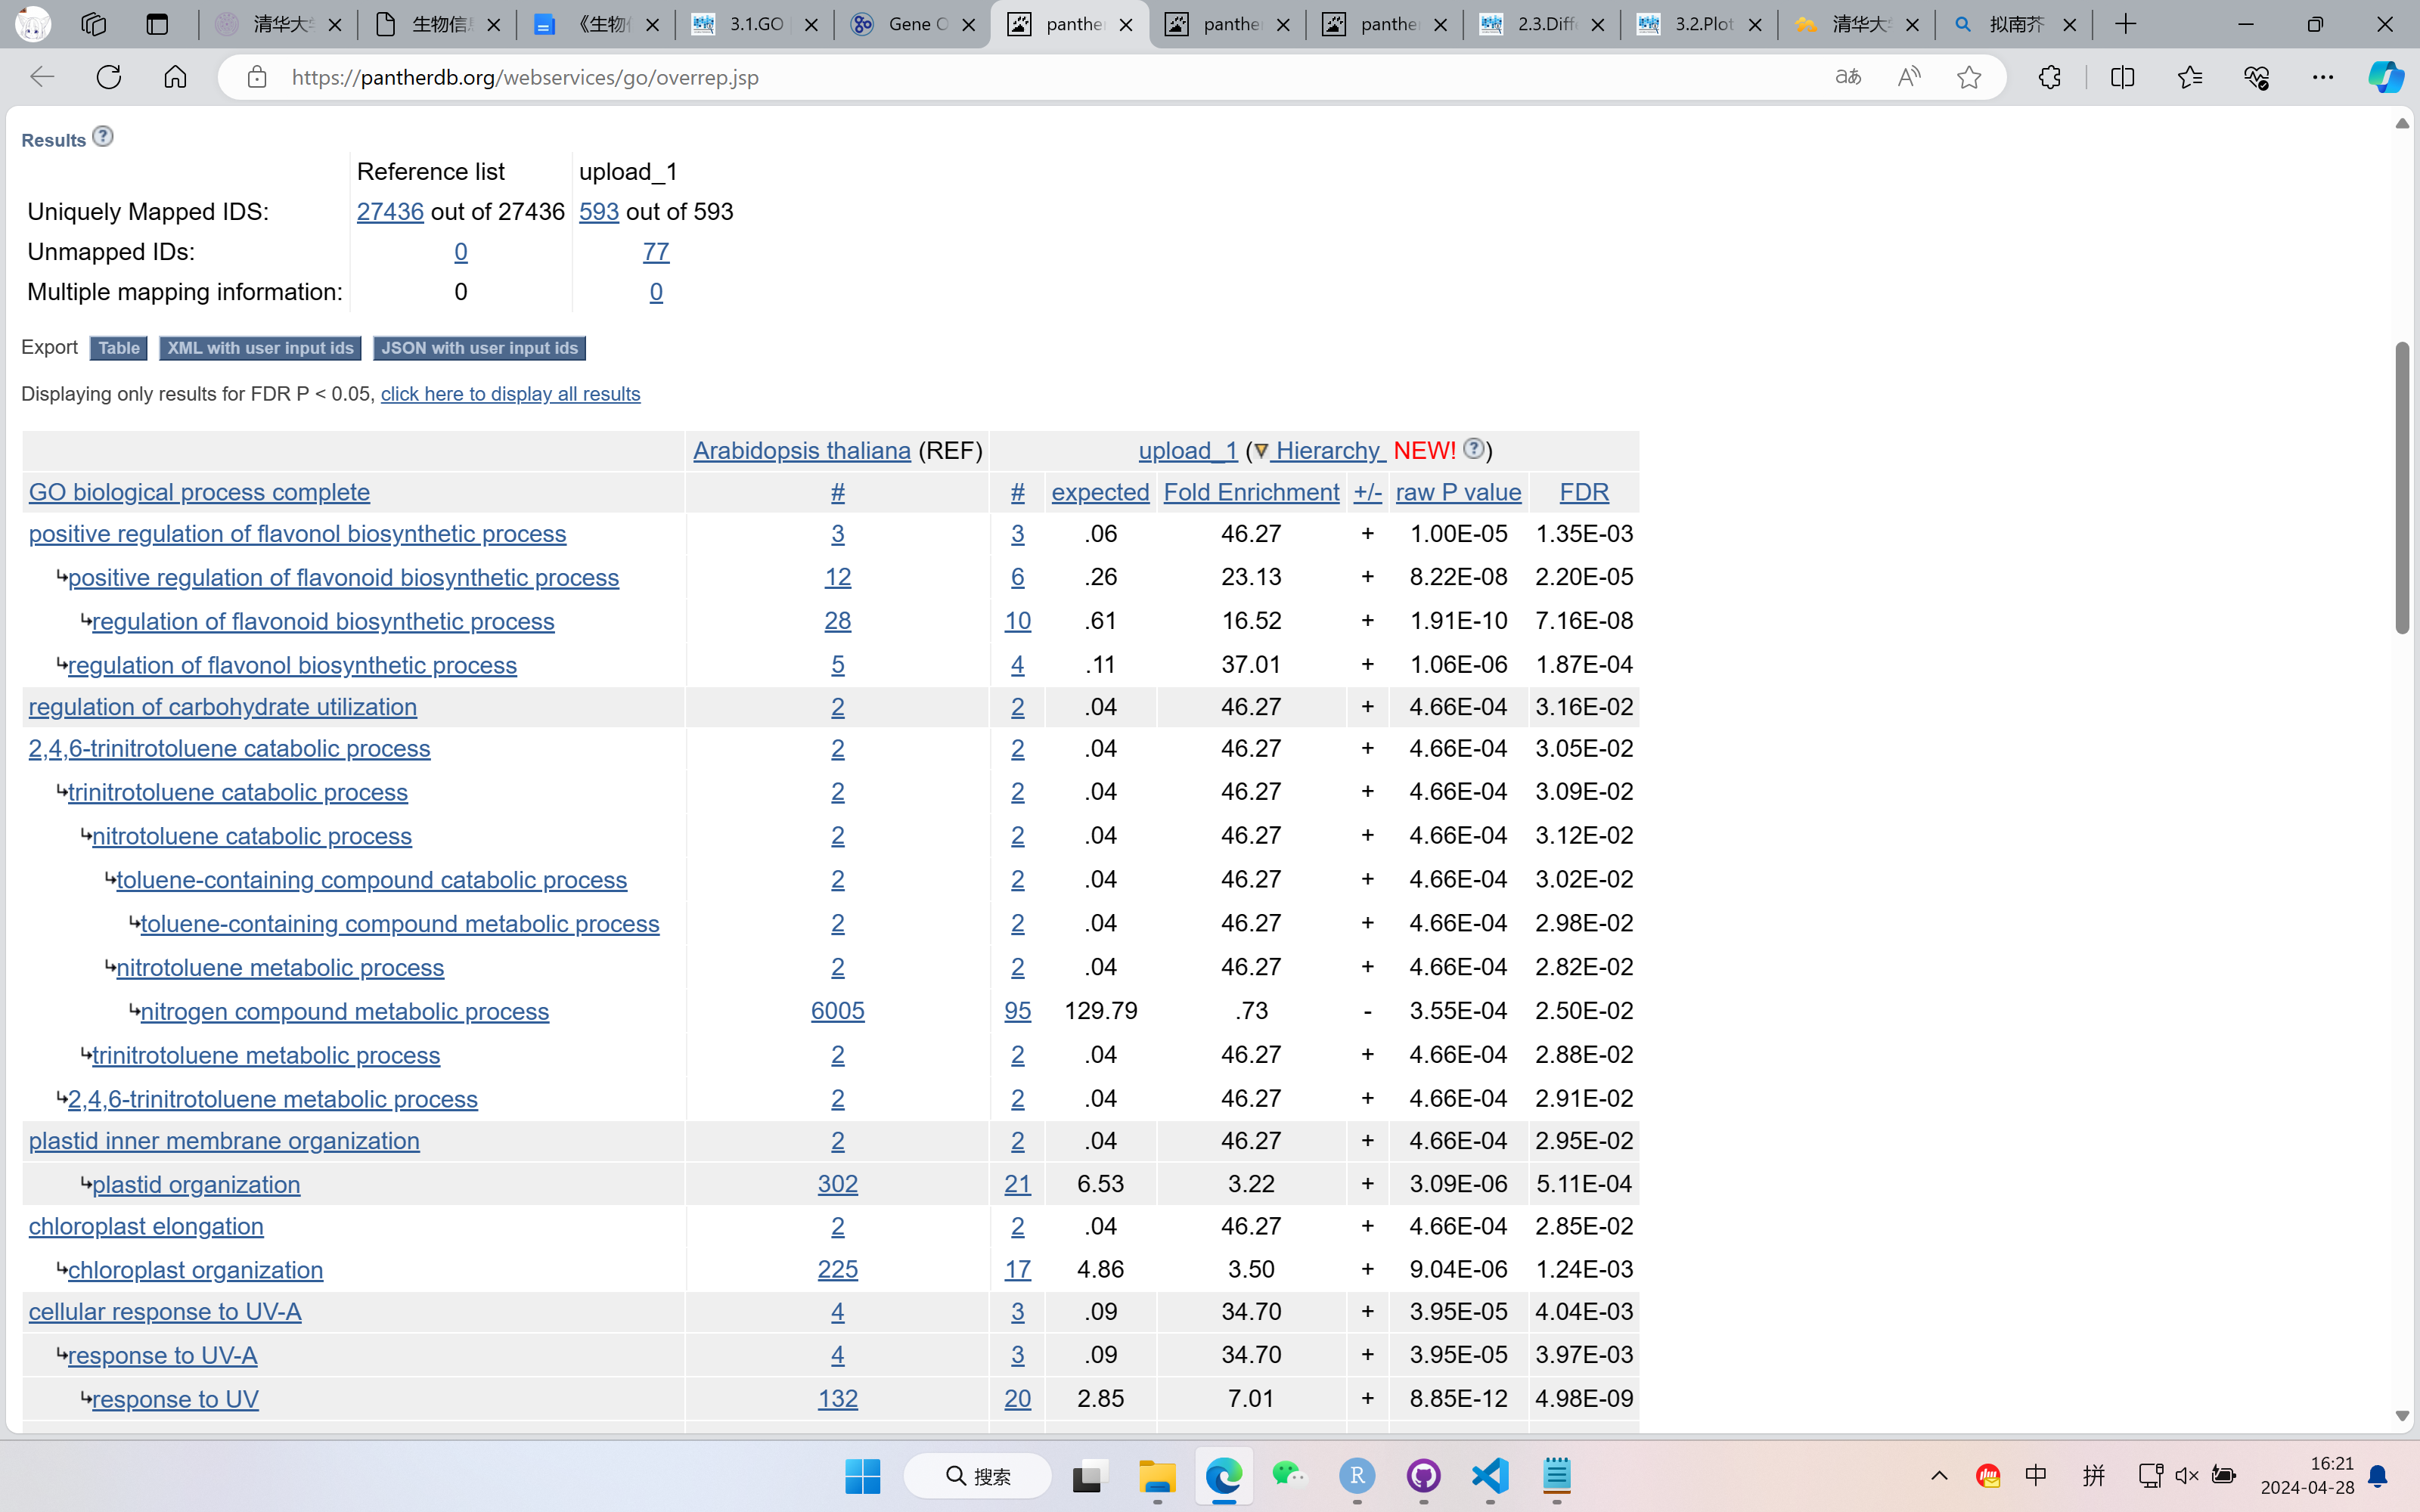 清华大
生物信
《生物
3.1.GO
Gene O
panthe
panthe
panthe
2.3.Diff
3.2.Plot
清华大
拟南芥
https://pantherdb.org/webservices/go/overrep.jsp
Results ?
Reference list upload_1
Uniquely Mapped IDS: 27436 out of 27436 593 out of 593
Unmapped IDs: 0 77
Multiple mapping information: 0 0
Export Table XML with user input ids JSON with user input ids
Displaying only results for FDR P < 0.05, click here to display all results
Arabidopsis thaliana (REF) upload_1 (▼ Hierarchy NEW! ?)
GO biological process complete # # expected Fold Enrichment +/- raw P value FDR
positive regulation of flavonol biosynthetic process 3 3 .06 46.27 + 1.00E-05 1.35E-03
↳positive regulation of flavonoid biosynthetic process 12 6 .26 23.13 + 8.22E-08 2.20E-05
↳regulation of flavonoid biosynthetic process 28 10 .61 16.52 + 1.91E-10 7.16E-08
↳regulation of flavonol biosynthetic process 5 4 .11 37.01 + 1.06E-06 1.87E-04
regulation of carbohydrate utilization 2 2 .04 46.27 + 4.66E-04 3.16E-02
2,4,6-trinitrotoluene catabolic process 2 2 .04 46.27 + 4.66E-04 3.05E-02
↳trinitrotoluene catabolic process 2 2 .04 46.27 + 4.66E-04 3.09E-02
↳nitrotoluene catabolic process 2 2 .04 46.27 + 4.66E-04 3.12E-02
↳toluene-containing compound catabolic process 2 2 .04 46.27 + 4.66E-04 3.02E-02
↳toluene-containing compound metabolic process 2 2 .04 46.27 + 4.66E-04 2.98E-02
↳nitrotoluene metabolic process 2 2 .04 46.27 + 4.66E-04 2.82E-02
↳nitrogen compound metabolic process 6005 95 129.79 .73 - 3.55E-04 2.50E-02
↳trinitrotoluene metabolic process 2 2 .04 46.27 + 4.66E-04 2.88E-02
↳2,4,6-trinitrotoluene metabolic process 2 2 .04 46.27 + 4.66E-04 2.91E-02
plastid inner membrane organization 2 2 .04 46.27 + 4.66E-04 2.95E-02
↳plastid organization 302 21 6.53 3.22 + 3.09E-06 5.11E-04
chloroplast elongation 2 2 .04 46.27 + 4.66E-04 2.85E-02
↳chloroplast organization 225 17 4.86 3.50 + 9.04E-06 1.24E-03
cellular response to UV-A 4 3 .09 34.70 + 3.95E-05 4.04E-03
↳response to UV-A 4 3 .09 34.70 + 3.95E-05 3.97E-03
↳response to UV 132 20 2.85 7.01 + 8.85E-12 4.98E-09
搜索
中
拼
16:21
2024-04-28